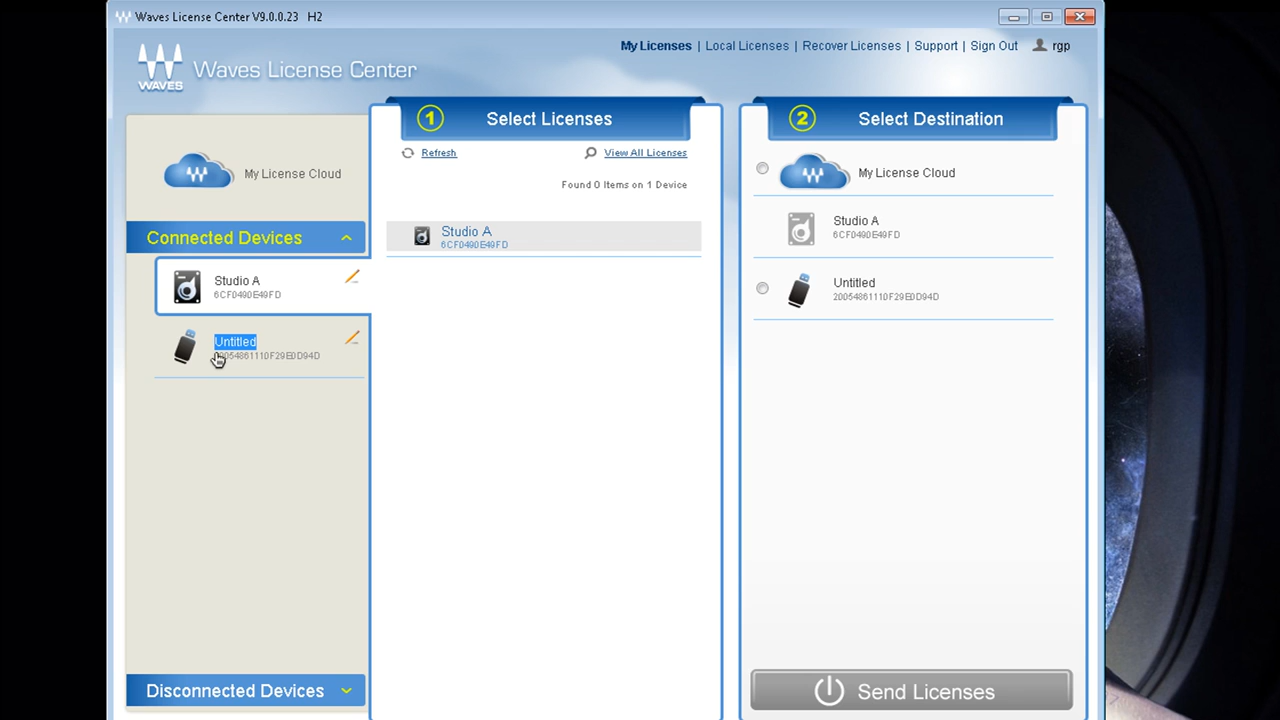 Waves License Center V9.0.0.23 H2
My Licenses | Local Licenses | Recover Licenses | Support | Sign Out rgp
WAVES Waves License Center
My License Cloud
Connected Devices
Studio A
6CF0490E49FD
Untitled
20054861110F29E0D94D
Disconnected Devices
1 Select Licenses
Refresh View All Licenses
Found 0 Items on 1 Device
Studio A
6CF0490E49FD
2 Select Destination
My License Cloud
Studio A
6CF0490E49FD
Untitled
20054861110F29E0D94D
Send Licenses